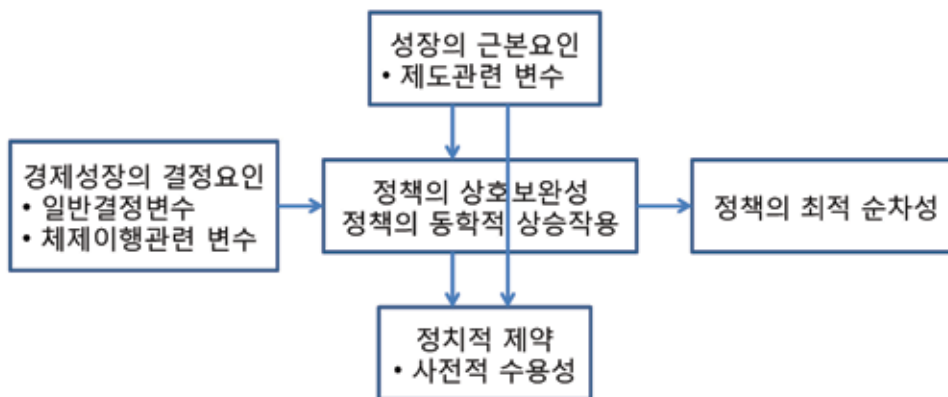 성장의 근본요인
• 제도관련 변수
경제성장의 결정요인
• 일반결정변수
• 체제이행관련 변수
정책의 상호보완성
정책의 동학적 상승작용
정책의 최적 순차성
정치적 제약
• 사전적 수용성